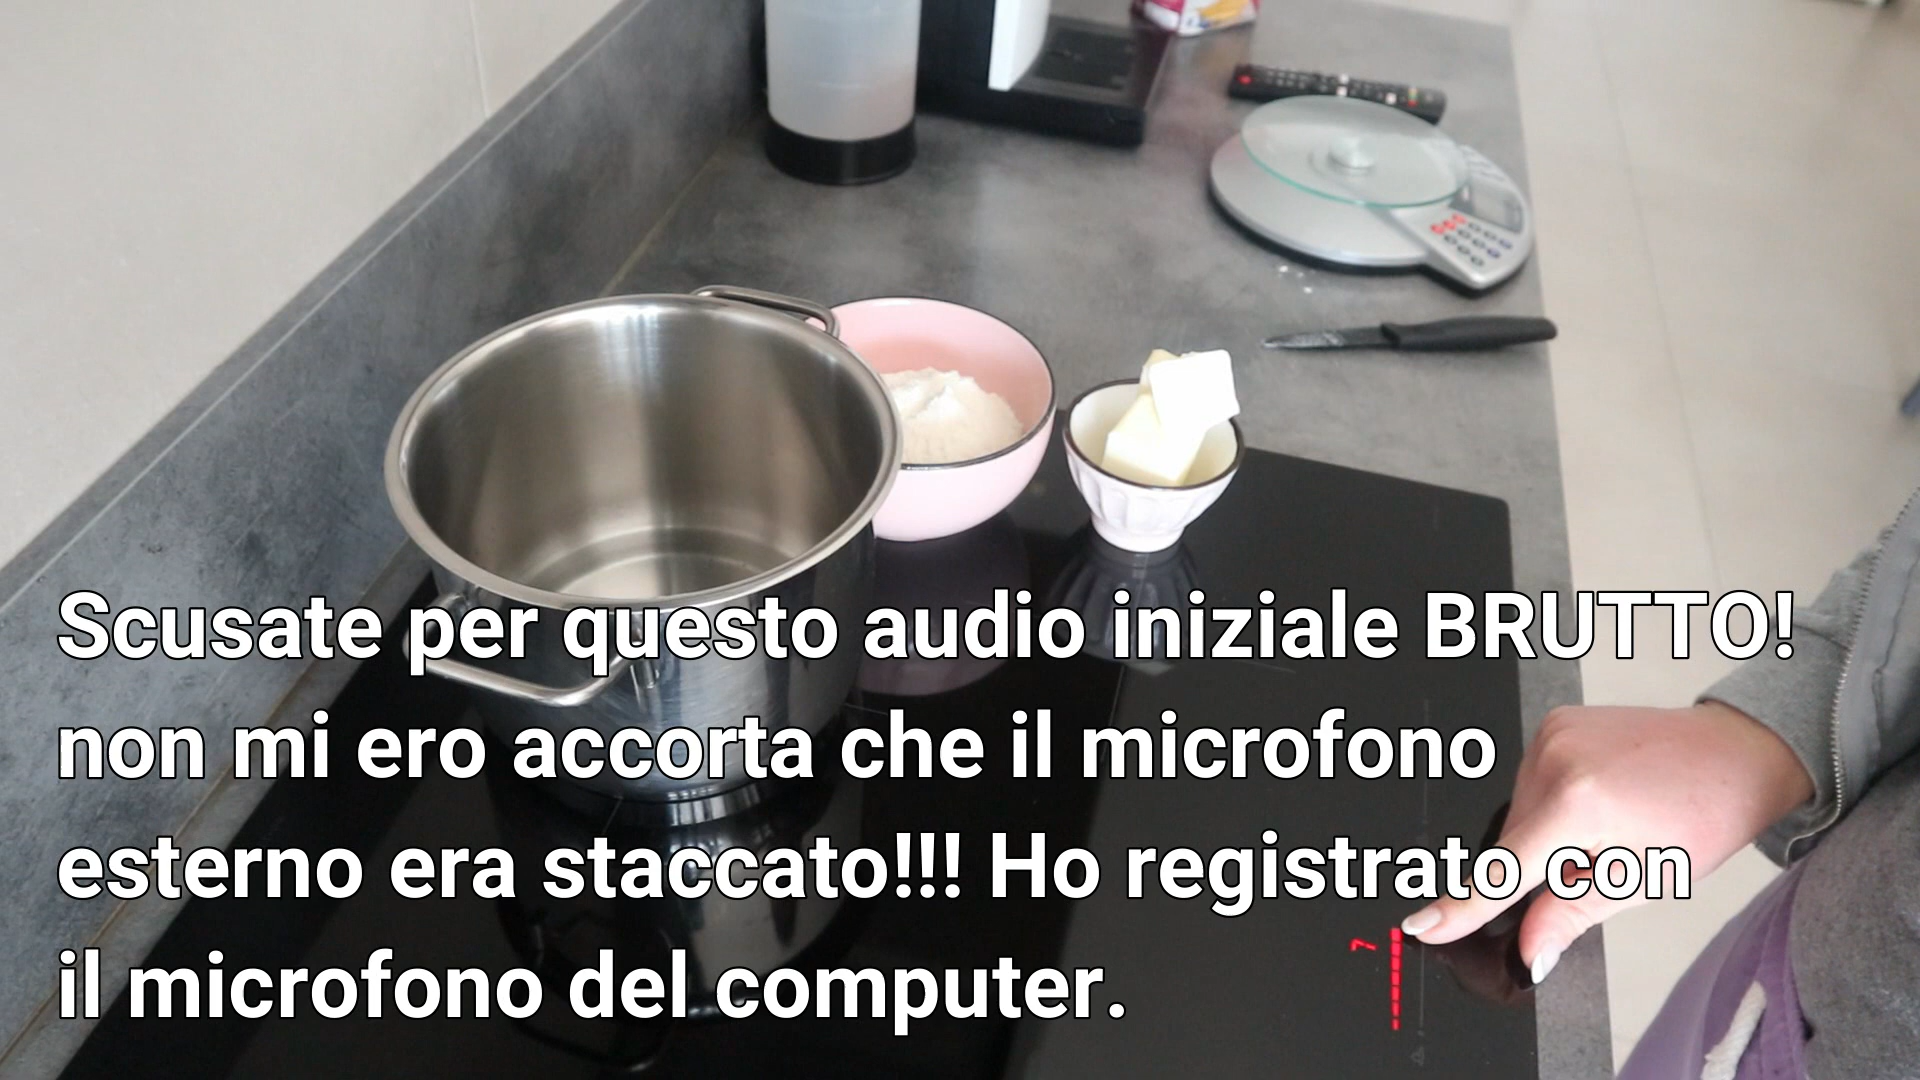 Scusate per questo audio iniziale BRUTTO!
non mi ero accorta che il microfono
esterno era staccato!!! Ho registrato con
il microfono del computer.
7